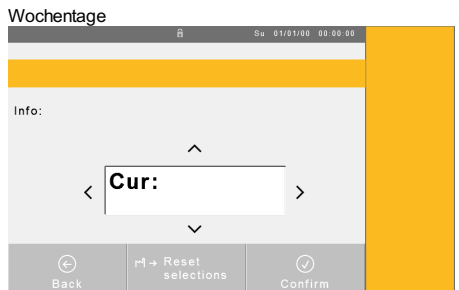 Wochentage
Su 01/01/00 00:00:00
Info:
Cur:
Back
Reset
selections
Confirm